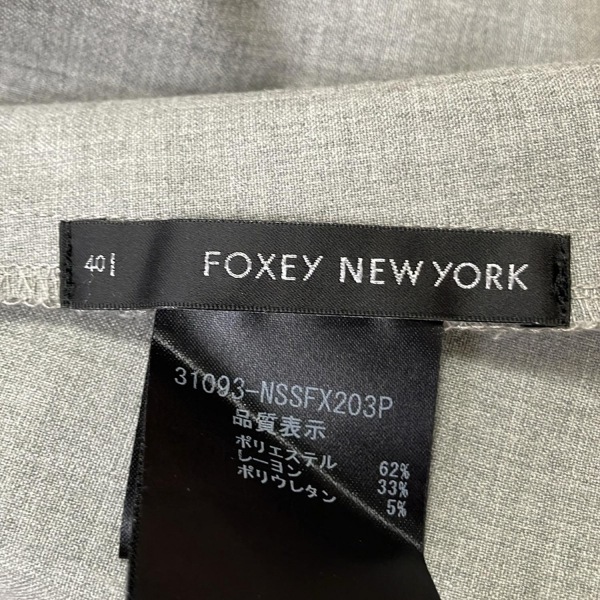 40
FOXEY NEW YORK
31093-NSSFX203P
品質表示
ポリエステル 62%
レーヨン 33%
ポリウレタン 5%